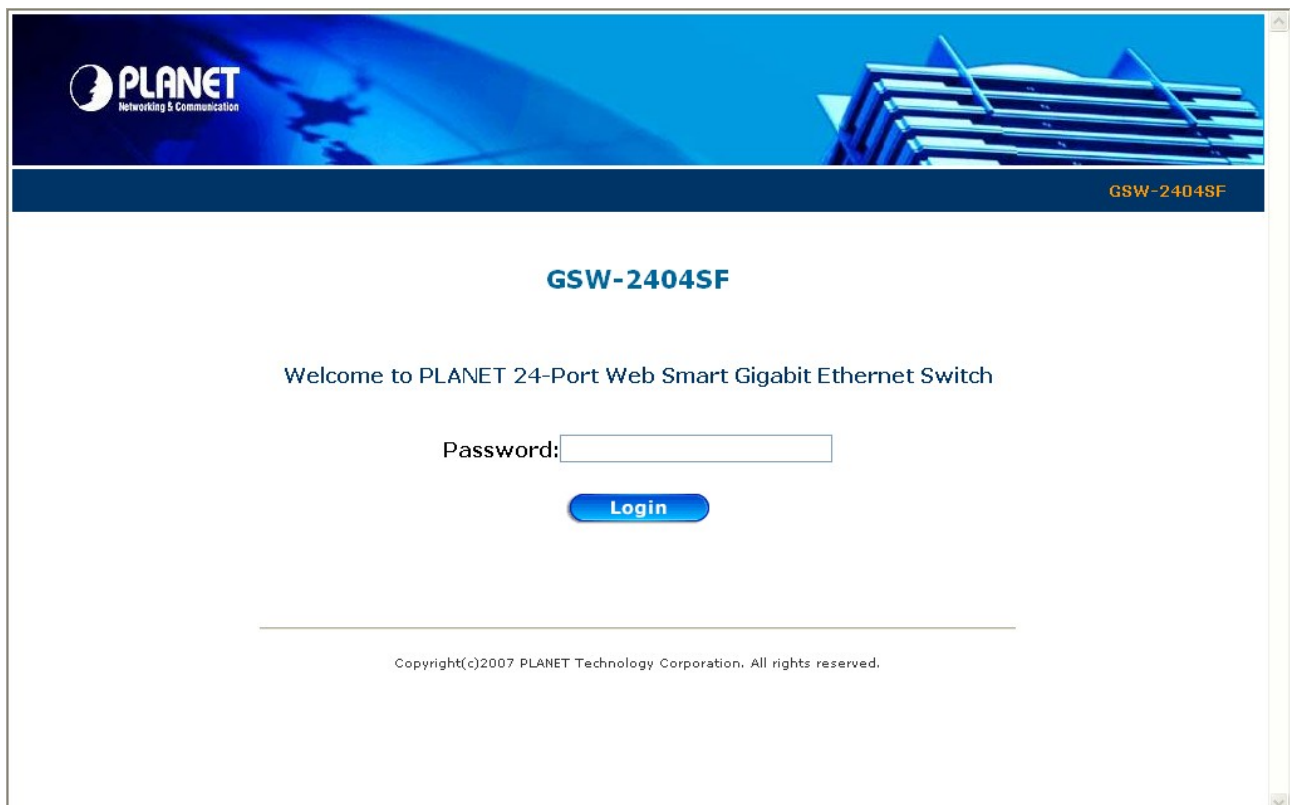 PLANET
Networking & Communication
GSW-2404SF
GSW-2404SF
Welcome to PLANET 24-Port Web Smart Gigabit Ethernet Switch
Password:
Login
Copyright(c)2007 PLANET Technology Corporation. All rights reserved.